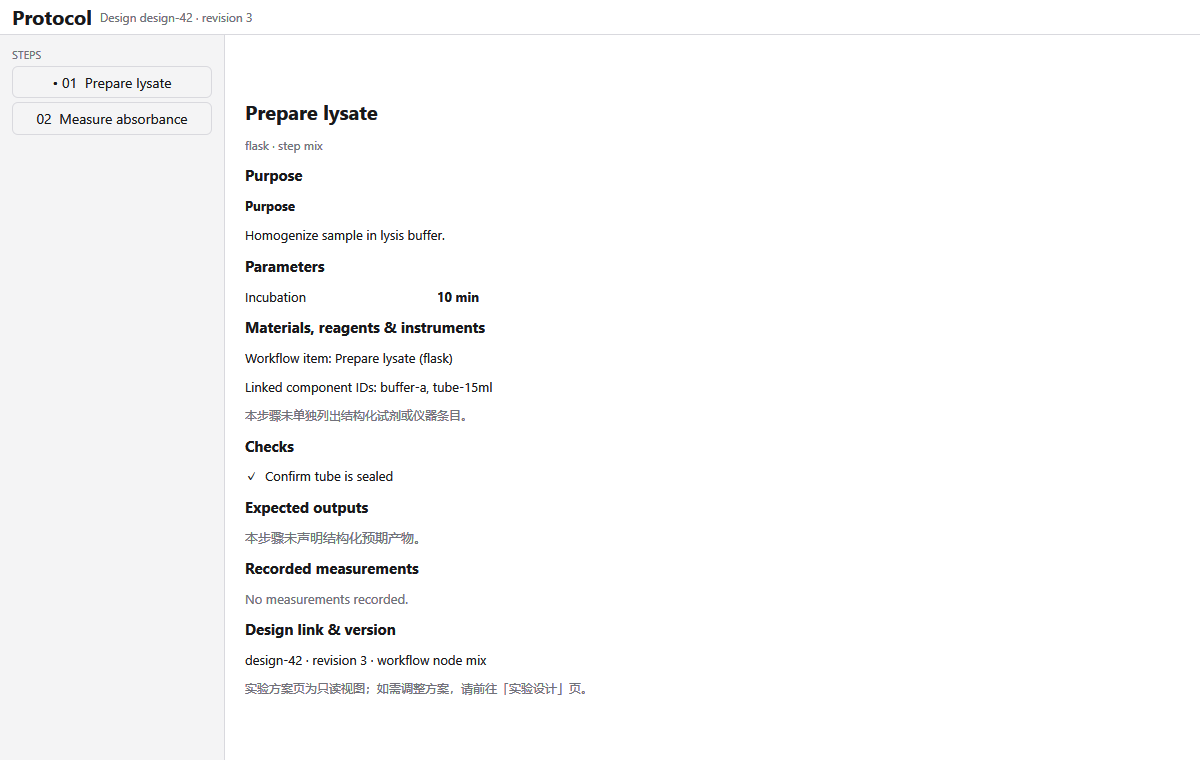 Protocol Design design-42 · revision 3
STEPS
• 01 Prepare lysate
02 Measure absorbance
Prepare lysate
flask · step mix
Purpose
Purpose
Homogenize sample in lysis buffer.
Parameters
Incubation 10 min
Materials, reagents & instruments
Workflow item: Prepare lysate (flask)
Linked component IDs: buffer-a, tube-15ml
本步骤未单独列出结构化试剂或仪器条目。
Checks
✓ Confirm tube is sealed
Expected outputs
本步骤未声明结构化预期产物。
Recorded measurements
No measurements recorded.
Design link & version
design-42 · revision 3 · workflow node mix
实验方案页为只读视图；如需调整方案，请前往「实验设计」页。